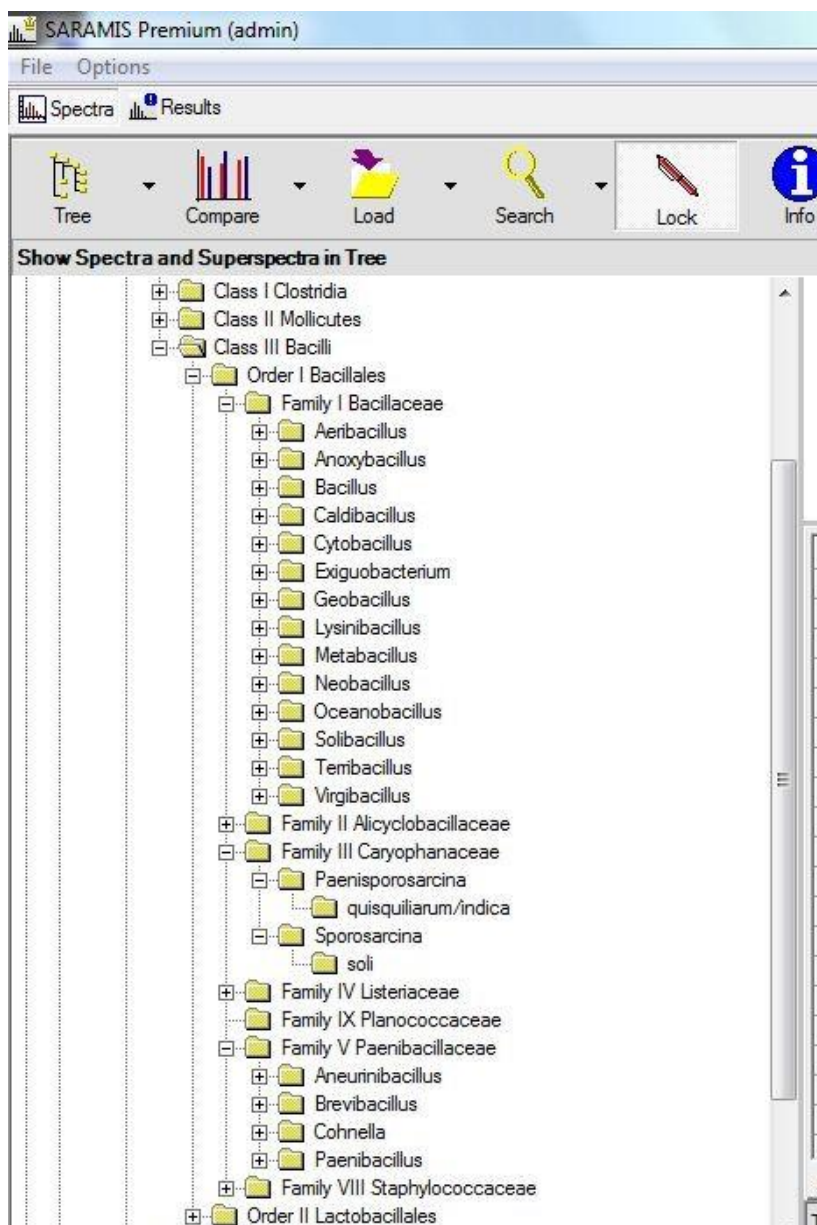 SARAMIS Premium (admin)
File Options
Spectra Results
Tree Compare Load Search Lock Info
Show Spectra and Superspectra in Tree
Class I Clostridia
Class II Mollicutes
Class III Bacilli
Order I Bacillales
Family I Bacillaceae
Aeribacillus
Anoxybacillus
Bacillus
Caldibacillus
Cytobacillus
Exiguobacterium
Geobacillus
Lysinibacillus
Metabacillus
Neobacillus
Oceanobacillus
Solibacillus
Terribacillus
Virgibacillus
Family II Alicyclobacillaceae
Family III Caryophanaceae
Paenisporosarcina
quisquiliarum/indica
Sporosarcina
soli
Family IV Listeriaceae
Family IX Planococcaceae
Family V Paenibacillaceae
Aneurinibacillus
Brevibacillus
Cohnella
Paenibacillus
Family VIII Staphylococcaceae
Order II Lactobacillales